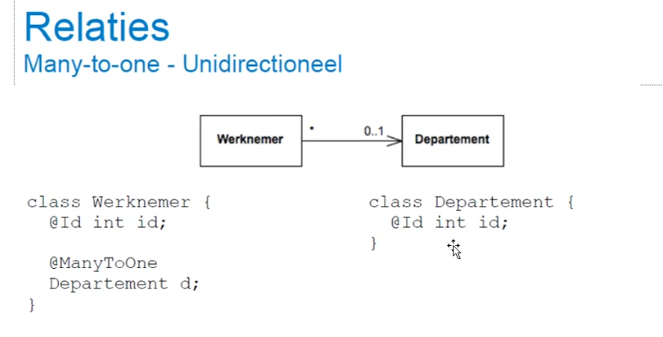 Relaties
Many-to-one - Unidirectioneel
Werknemer
*
0..1
Departement
class Werknemer {
@Id int id;
@ManyToOne
Departement d;
}
class Departement {
@Id int id;
}